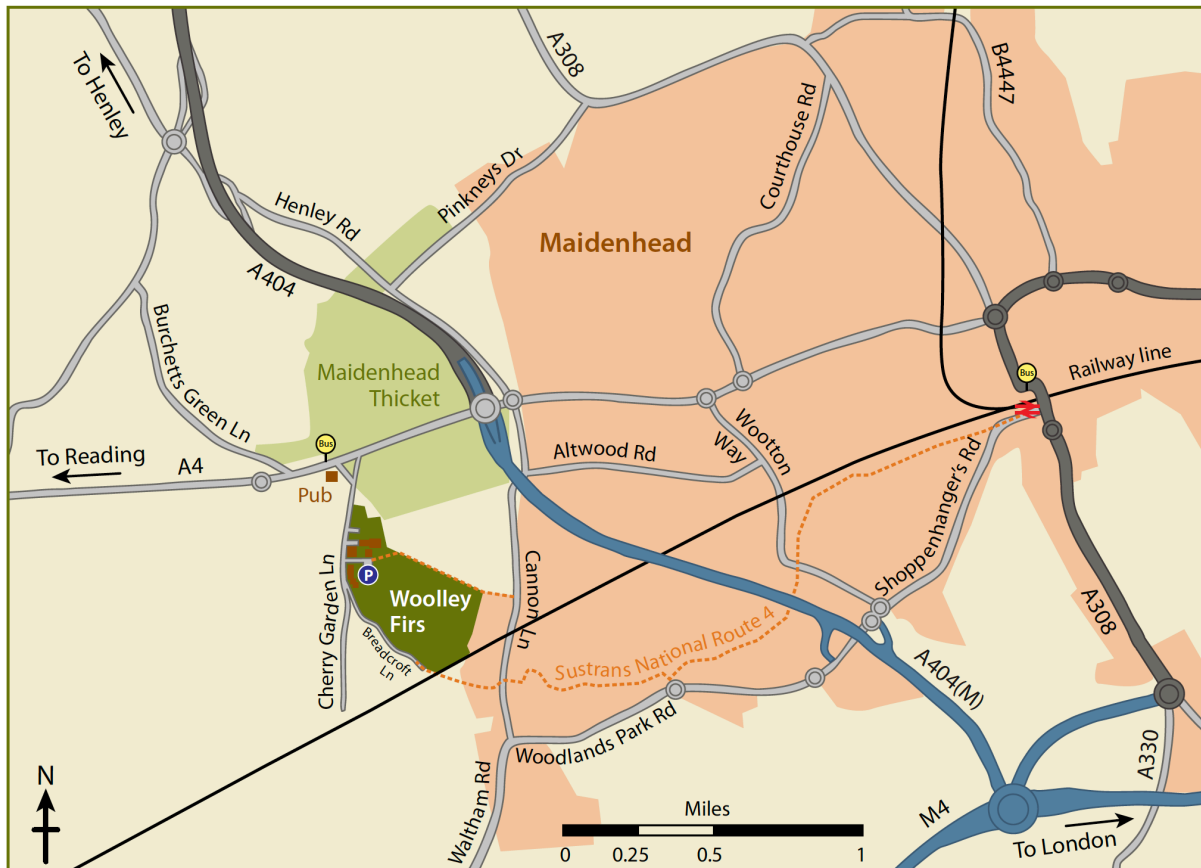 To Henley
A308
B4447
Courthouse Rd
Pinkneys Dr
Henley Rd
Maidenhead
A404
Burchetts Green Ln
Maidenhead
Thicket
Bus
Railway line
Wootton
Way
Altwood Rd
Bus
To Reading
A4
Pub
Shoppenhanger's Rd
P
Woolley
Firs
Cannon Ln
Cherry Garden Ln
Breadcroft
Ln
Sustrans National Route 4
A308
A404(M)
Woodlands Park Rd
Waltham Rd
A330
N
Miles
0 0.25 0.5 1
M4
To London